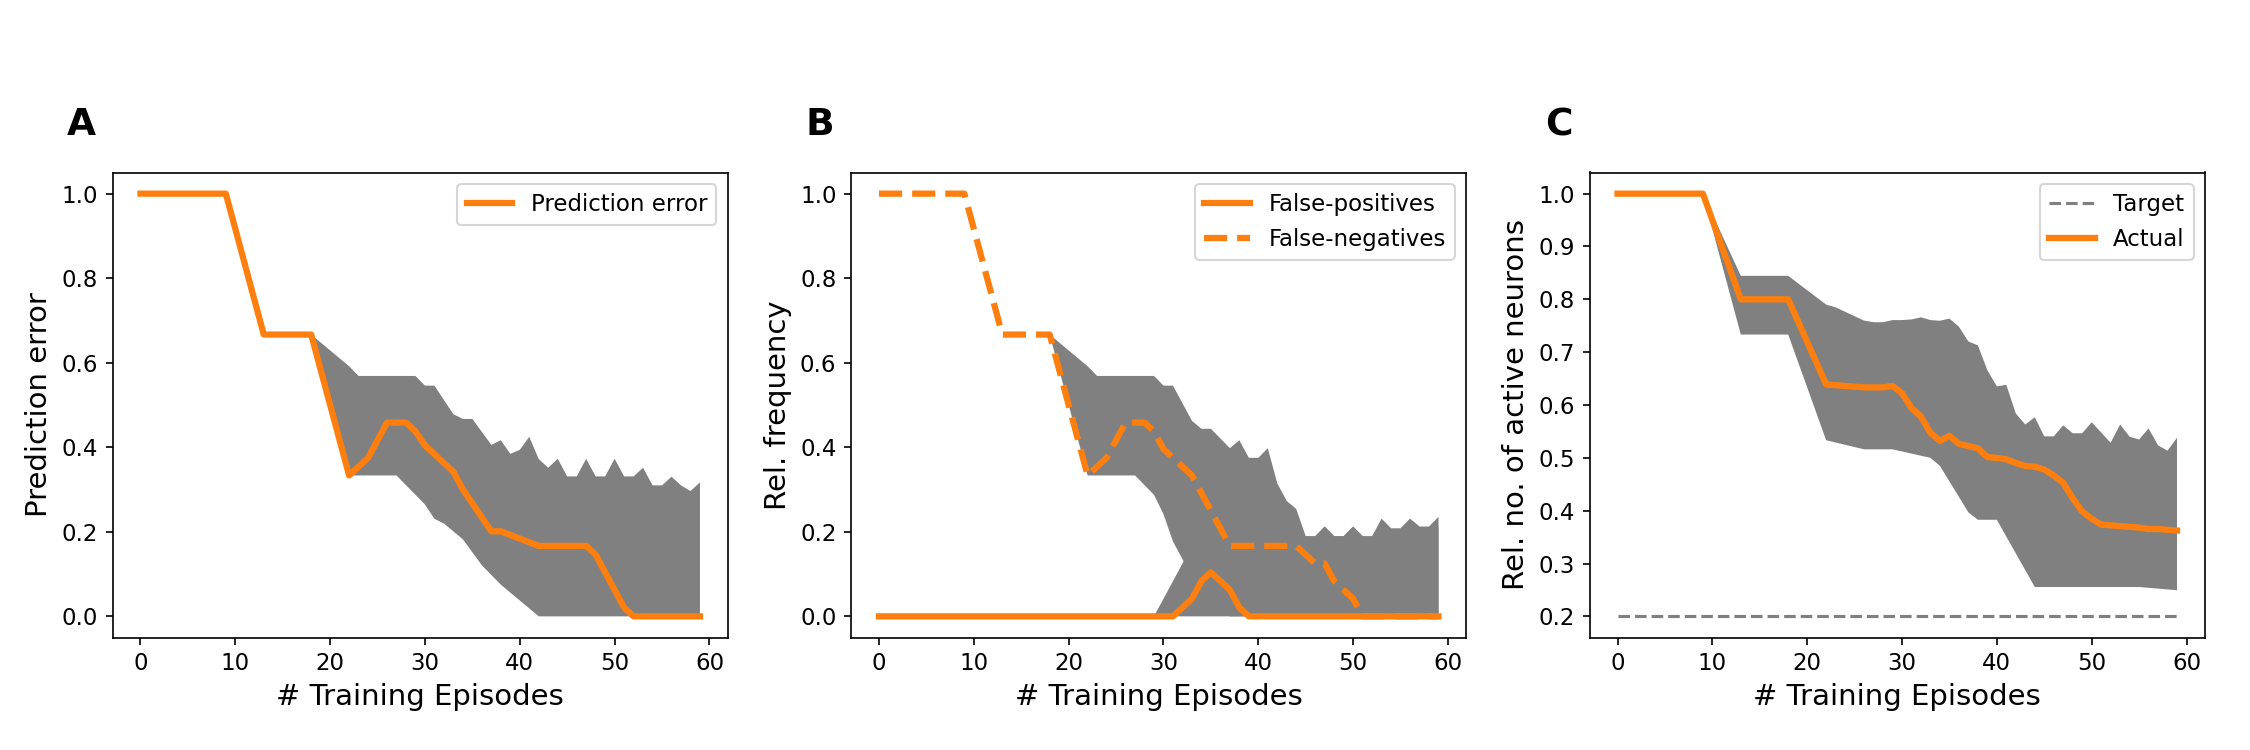 A
B
C
Prediction error
1.0
0.8
0.6
0.4
0.2
0.0
0 10 20 30 40 50 60
# Training Episodes
Prediction error
Rel. frequency
1.0
0.8
0.6
0.4
0.2
0.0
0 10 20 30 40 50 60
# Training Episodes
False-positives
False-negatives
Rel. no. of active neurons
1.0
0.9
0.8
0.7
0.6
0.5
0.4
0.3
0.2
0 10 20 30 40 50 60
# Training Episodes
Target
Actual